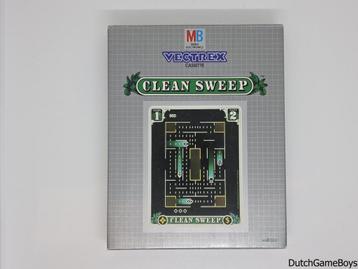 MB
VECTREX
CASSETTE
CLEAN SWEEP
1
2
CLEAN SWEEP
$
DutchGameBoys